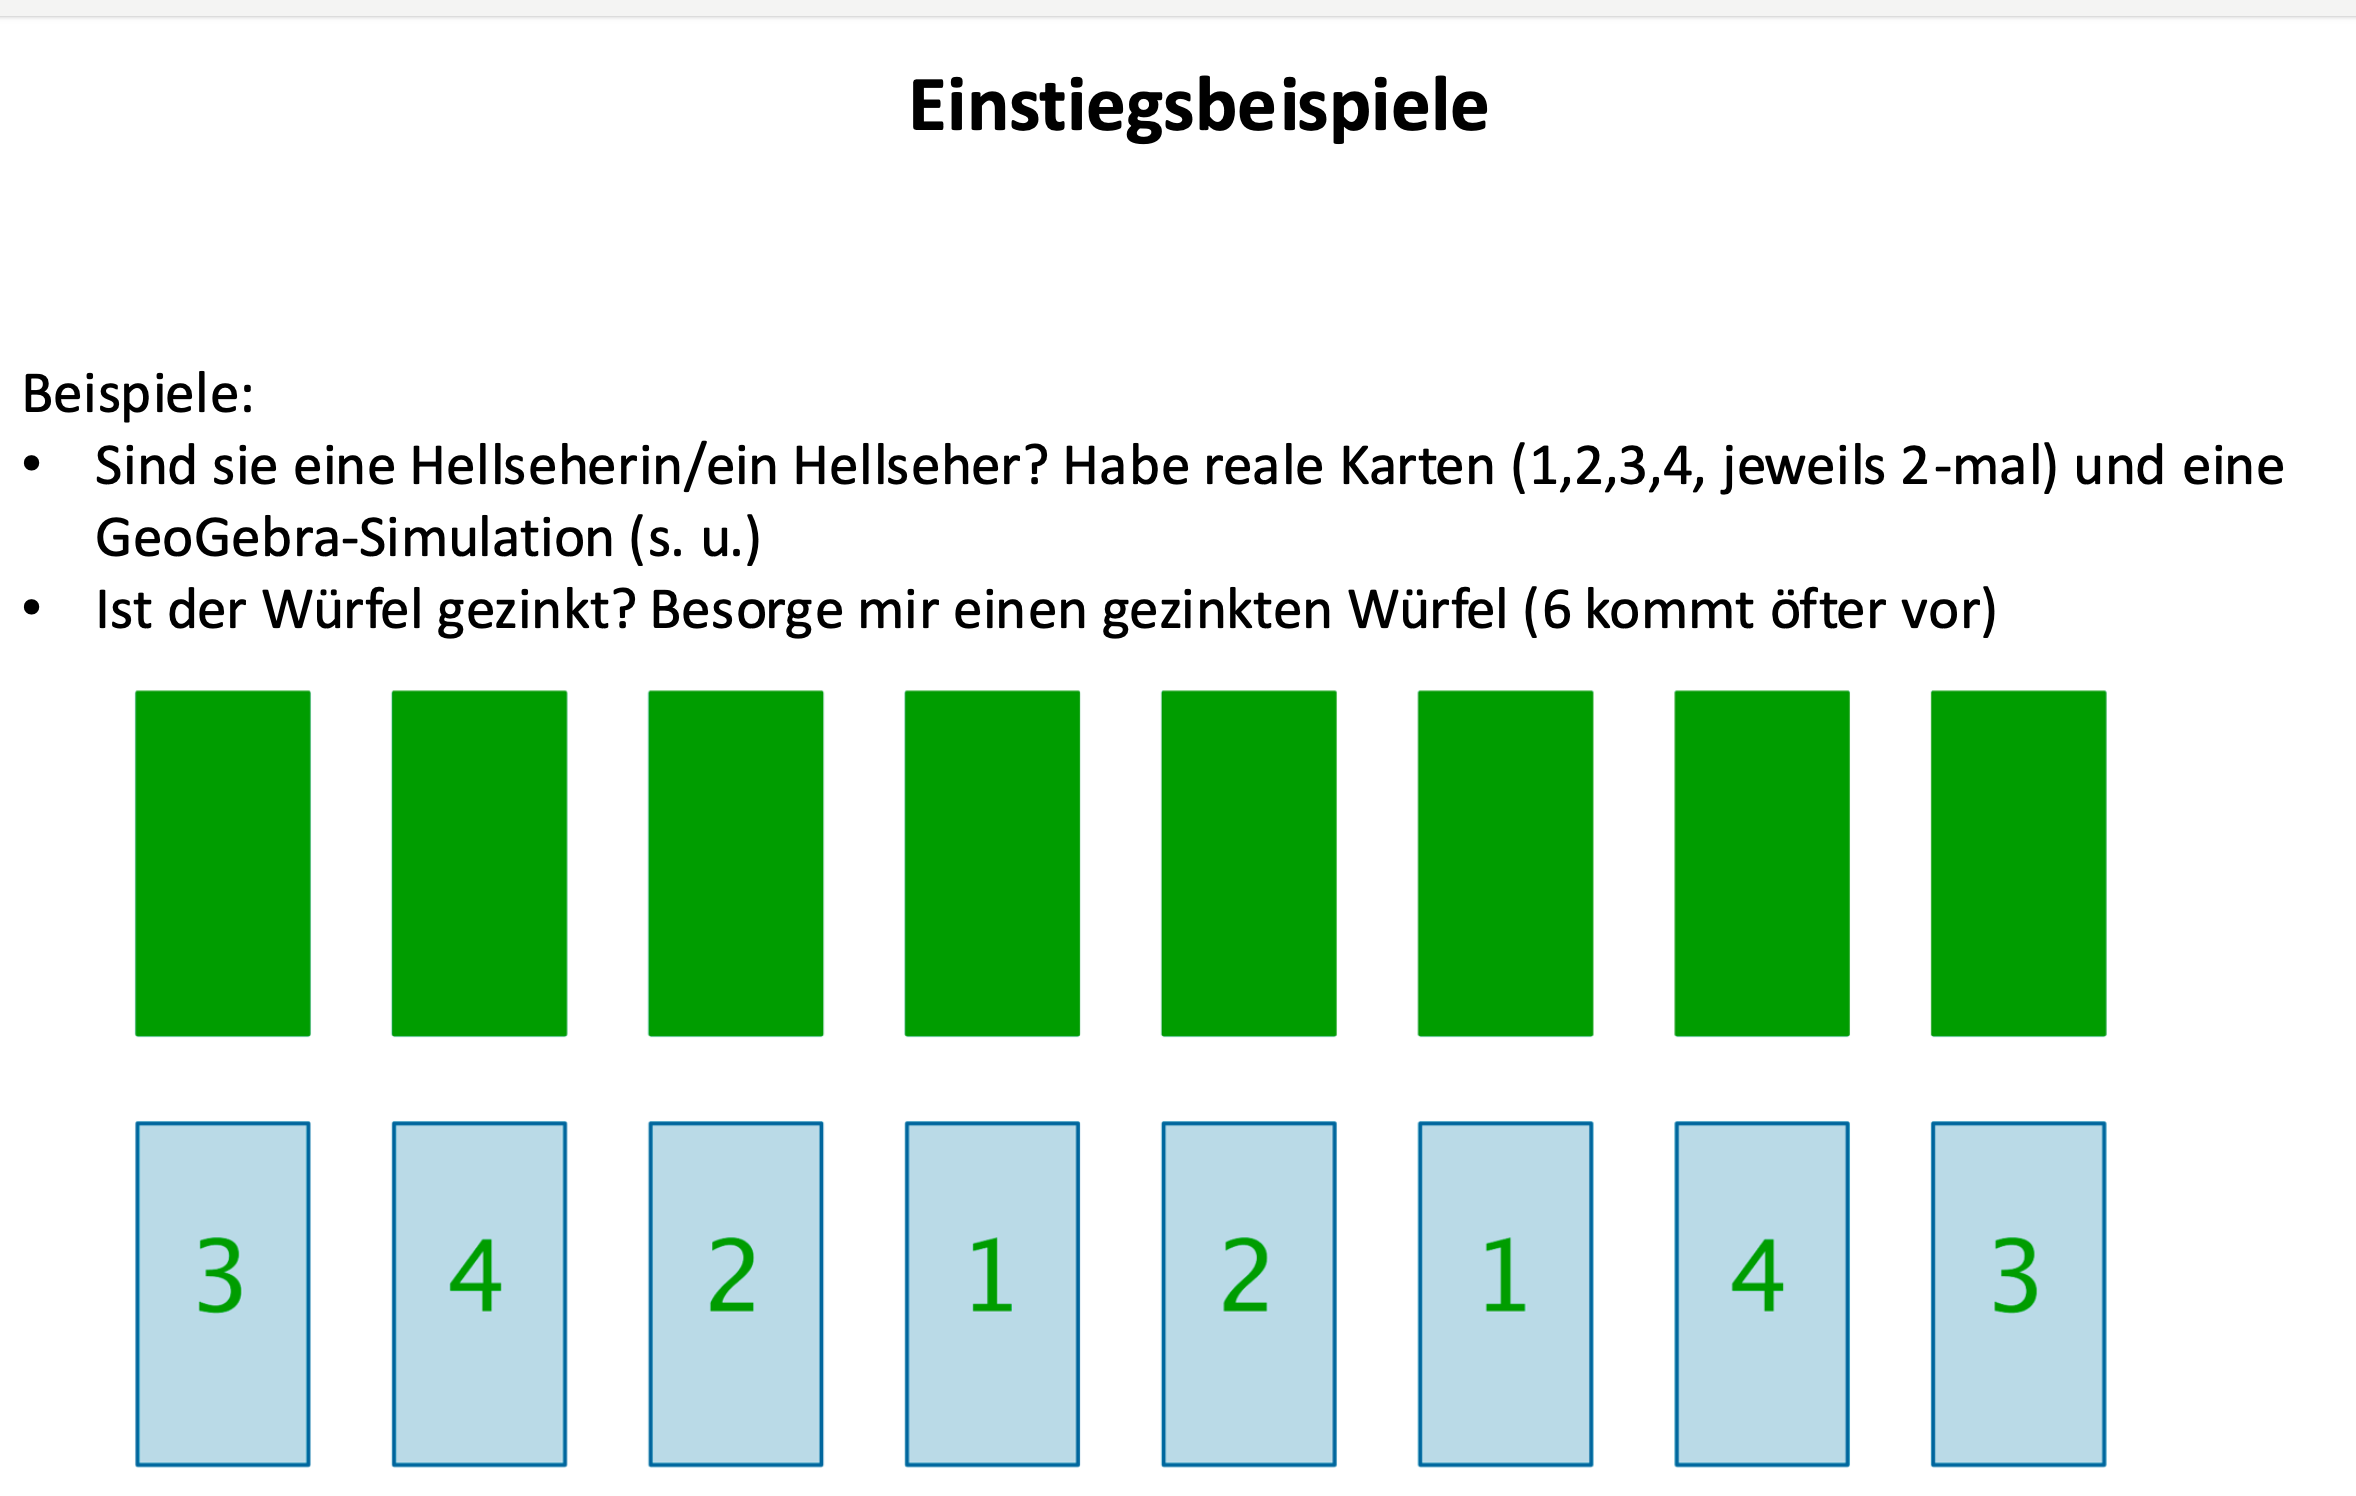 Einstiegsbeispiele
Beispiele:
• Sind sie eine Hellseherin/ein Hellseher? Habe reale Karten (1,2,3,4, jeweils 2-mal) und eine
GeoGebra-Simulation (s. u.)
• Ist der Würfel gezinkt? Besorge mir einen gezinkten Würfel (6 kommt öfter vor)
3 4 2 1 2 1 4 3